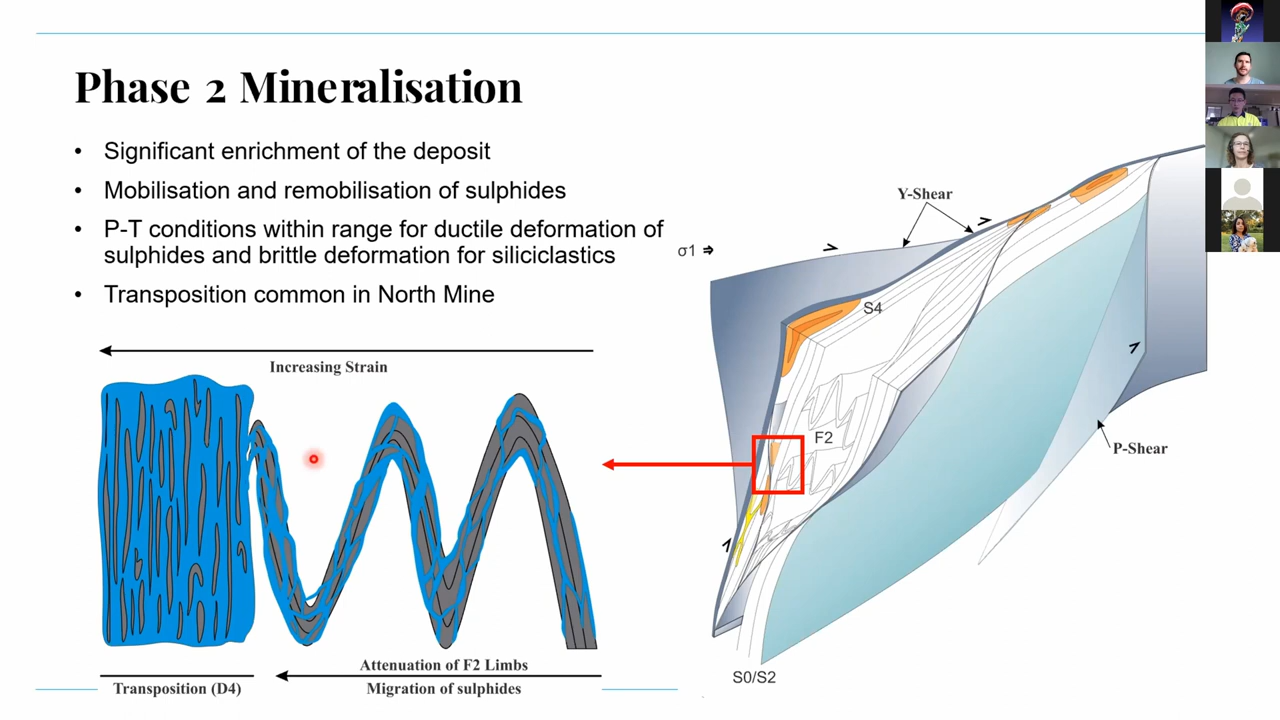 Phase 2 Mineralisation
• Significant enrichment of the deposit
• Mobilisation and remobilisation of sulphides
• P-T conditions within range for ductile deformation of
sulphides and brittle deformation for siliciclastics
• Transposition common in North Mine
Increasing Strain
Attenuation of F2 Limbs
Transposition (D4)
Migration of sulphides
Y-Shear
σ1 ⇒
S4
F2
P-Shear
S0/S2